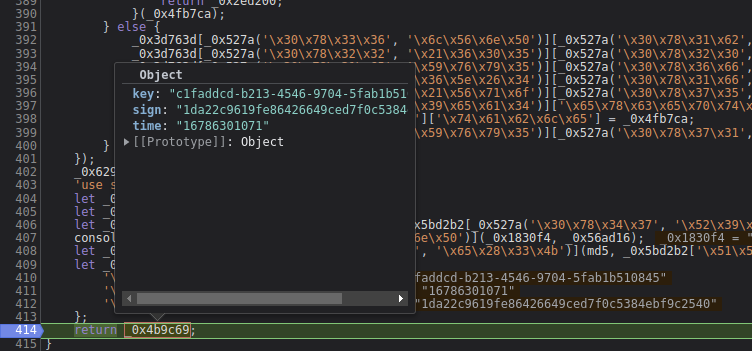 389 return _0x2ed200;
390 }(_0x4fb7ca);
391 } else {
392 _0x3d763d[_0x527a('\x30\x78\x33\x36', '\x6c\x56\x6e\x50')][_0x527a('\x30\x78\x31\x62',
393 _0x3d763d[_0x527a('\x30\x78\x32\x32', '\x21\x36\x30\x35')][_0x527a('\x30\x78\x32\x30',
394 \x59\x76\x79\x35')][_0x527a('\x30\x78\x36\x66',
395 \x36\x5e\x26\x34')][_0x527a('\x30\x78\x31\x46',
396 \x21\x56\x71\x6f')][_0x527a('\x30\x78\x37\x35',
397 \x39\x65\x61\x34')]['\x65\x78\x63\x65\x70\x74
398 ']['\x74\x61\x62\x6c\x65'] = _0x4fb7ca;
399 \x59\x76\x79\x35')][_0x527a('\x30\x78\x37\x31',
400 }
401 });
402 _0x629
403 'use s
404 let _0
405 let _0
406 let _0 x5bd2b2[_0x527a('\x30\x78\x34\x37', '\x52\x39\
407 consol 6e\x50')](_0x1830f4, _0x56ad16); _0x1830f4 = "
408 let _0 , '\x65\x28\x33\x4b')](md5, _0x5bd2b2['\x51\x5
409 let _0
410 '\ faddcd-b213-4546-9704-5fab1b510845"
411 '\ "16786301071"
412 '\ "1da22c9619fe86426649ced7f0c5384ebf9c2540"
413 };
414 return _0x4b9c69;
415 }
Object
key: "c1faddcd-b213-4546-9704-5fab1b51
sign: "1da22c9619fe86426649ced7f0c5384
time: "16786301071"
[[Prototype]]: Object